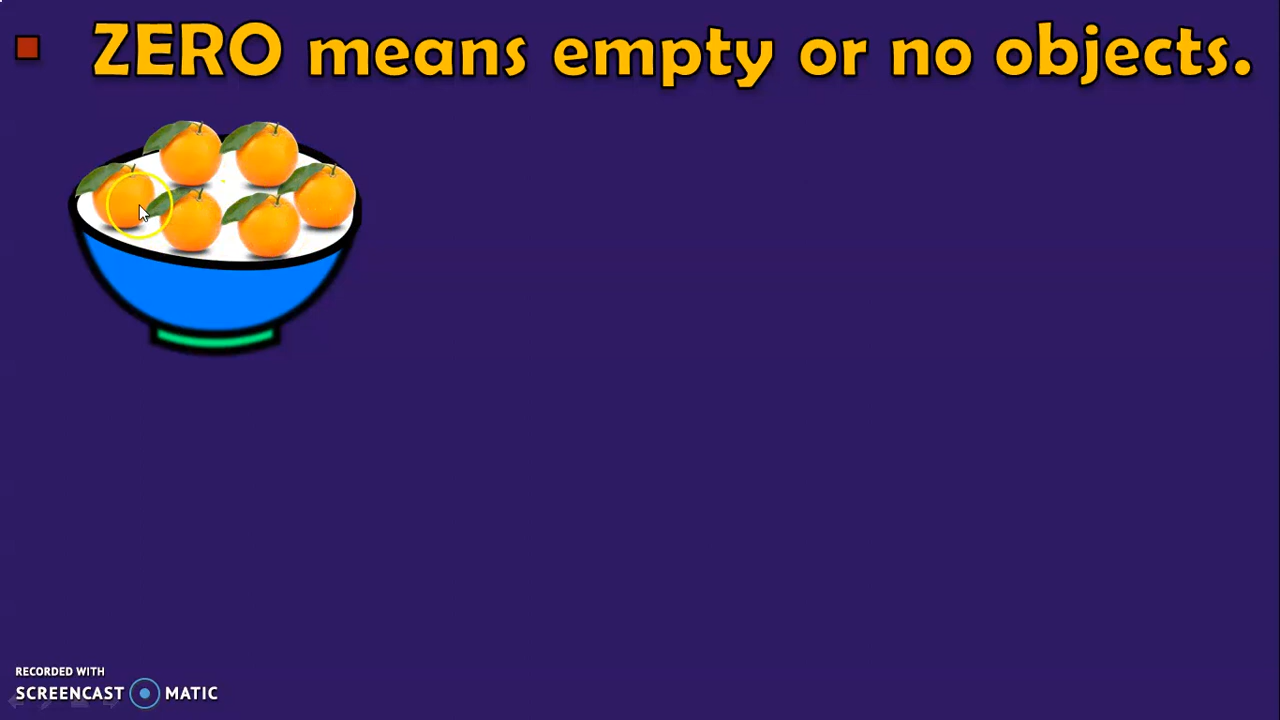 ZERO means empty or no objects.
RECORDED WITH
SCREENCAST MATIC